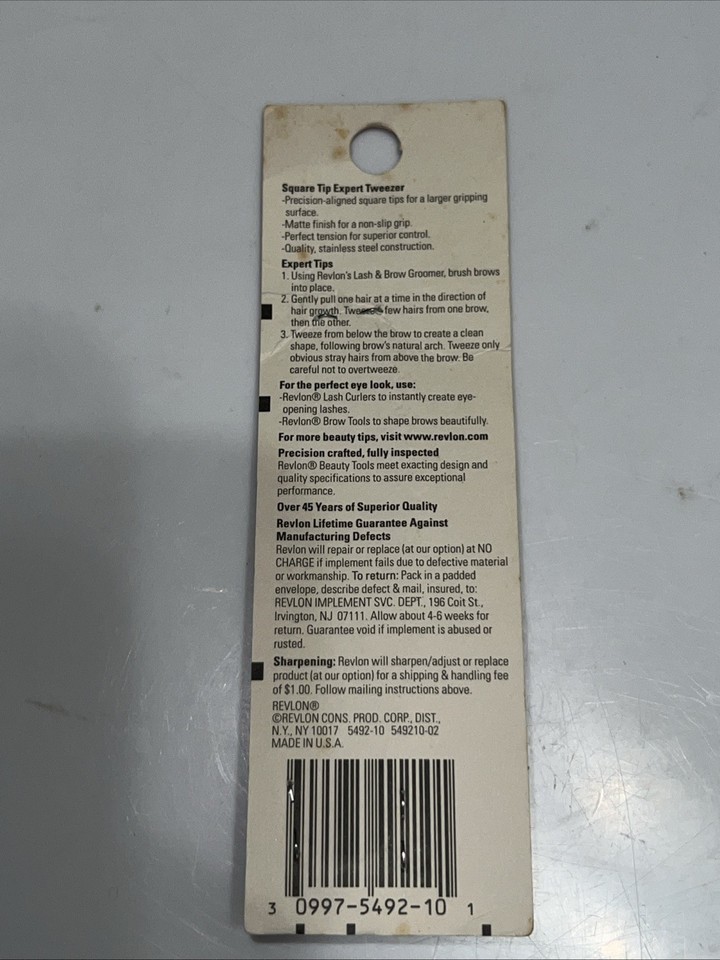 Square Tip Expert Tweezer
-Precision-aligned square tips for a larger gripping
surface.
-Matte finish for a non-slip grip.
-Perfect tension for superior control.
-Quality, stainless steel construction.
Expert Tips
1. Using Revlon's Lash & Brow Groomer, brush brows
into place.
2. Gently pull one hair at a time in the direction of
hair growth. Tweeze few hairs from one brow,
then the other.
3. Tweeze from below the brow to create a clean
shape, following brow's natural arch. Tweeze only
obvious stray hairs from above the brow. Be
careful not to overtweeze.
For the perfect eye look, use:
-Revlon® Lash Curlers to instantly create eye-
opening lashes.
-Revlon® Brow Tools to shape brows beautifully.
For more beauty tips, visit www.revlon.com
Precision crafted, fully inspected
Revlon® Beauty Tools meet exacting design and
quality specifications to assure exceptional
performance.
Over 45 Years of Superior Quality
Revlon Lifetime Guarantee Against
Manufacturing Defects
Revlon will repair or replace (at our option) at NO
CHARGE if implement fails due to defective material
or workmanship. To return: Pack in a padded
envelope, describe defect & mail, insured, to:
REVLON IMPLEMENT SVC. DEPT., 196 Coit St.,
Irvington, NJ 07111. Allow about 4-6 weeks for
return. Guarantee void if implement is abused or
rusted.
Sharpening: Revlon will sharpen/adjust or replace
product (at our option) for a shipping & handling fee
of $1.00. Follow mailing instructions above.
REVLON®
©REVLON CONS. PROD. CORP., DIST.,
N.Y., NY 10017 5492-10 549210-02
MADE IN U.S.A.
3 0997-5492-10 1